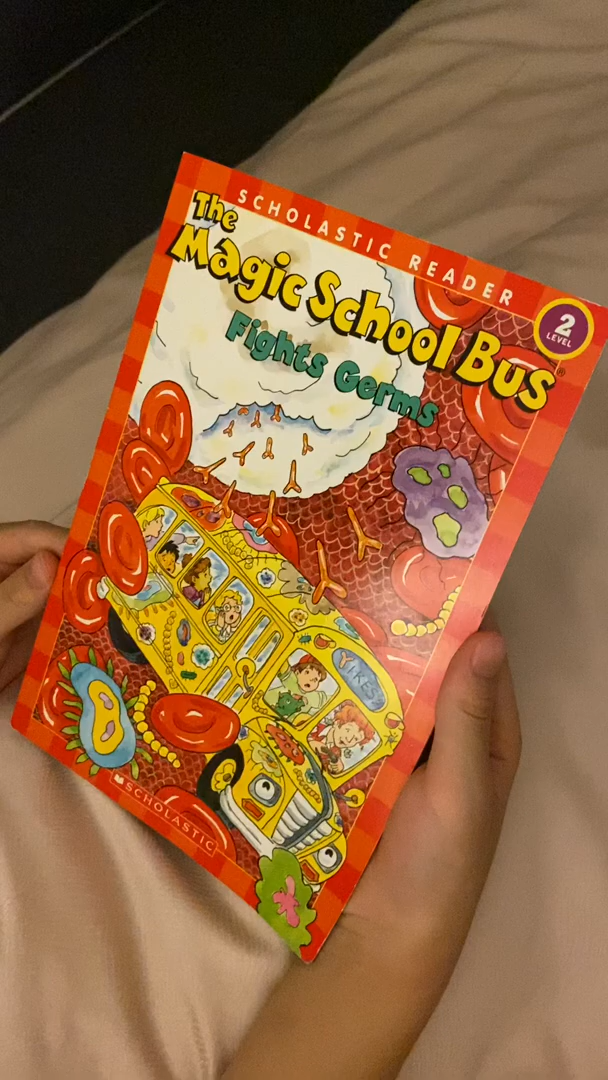 SCHOLASTIC READER
The
Magic School Bus®
Fights Germs
2
LEVEL
YIKES!
SCHOLASTIC